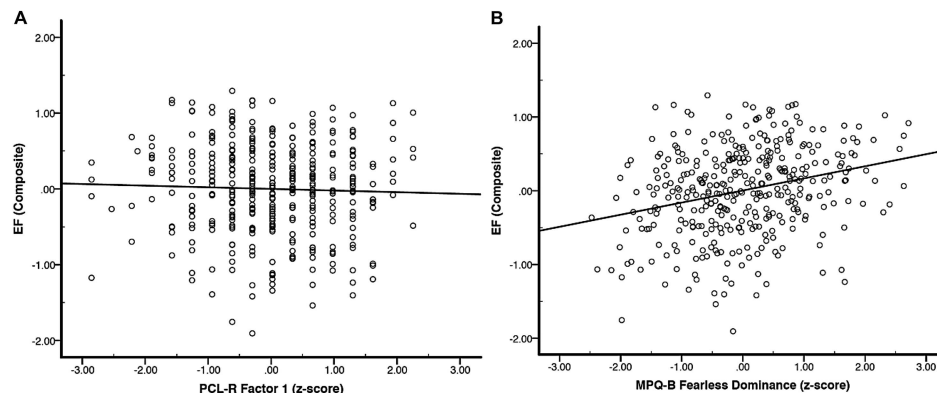 A
2.00
1.00
.00
-1.00
-2.00
EF (Composite)
-3.00 -2.00 -1.00 .00 1.00 2.00 3.00
PCL-R Factor 1 (z-score)
B
2.00
1.00
.00
-1.00
-2.00
EF (Composite)
-3.00 -2.00 -1.00 .00 1.00 2.00 3.00
MPQ-B Fearless Dominance (z-score)